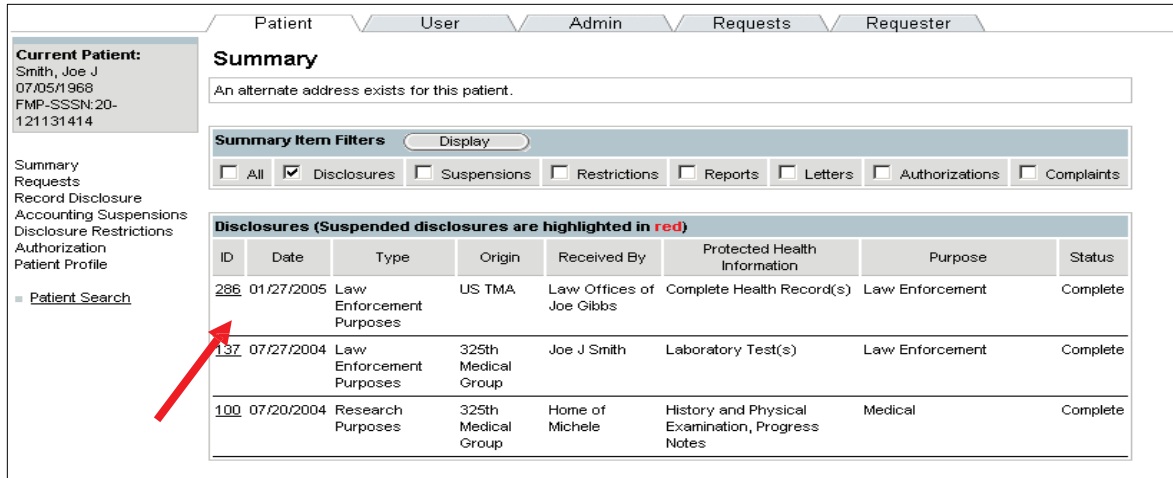 Patient User Admin Requests Requester
Current Patient:
Smith, Joe J
07/05/1968
FMP-SSSN:20-
121131414
Summary
Requests
Record Disclosure
Accounting Suspensions
Disclosure Restrictions
Authorization
Patient Profile
Patient Search
Summary
An alternate address exists for this patient.
Summary Item Filters Display
All Disclosures Suspensions Restrictions Reports Letters Authorizations Complaints
Disclosures (Suspended disclosures are highlighted in red)
ID Date Type Origin Received By Protected Health Information Purpose Status
286 01/27/2005 Law US TMA Law Offices of Complete Health Record(s) Law Enforcement Complete
Enforcement Joe Gibbs
Purposes
137 07/27/2004 Law 325th Joe J Smith Laboratory Test(s) Law Enforcement Complete
Enforcement Medical
Purposes Group
100 07/20/2004 Research 325th Home of History and Physical Medical Complete
Purposes Medical Michele Examination, Progress
Group Notes